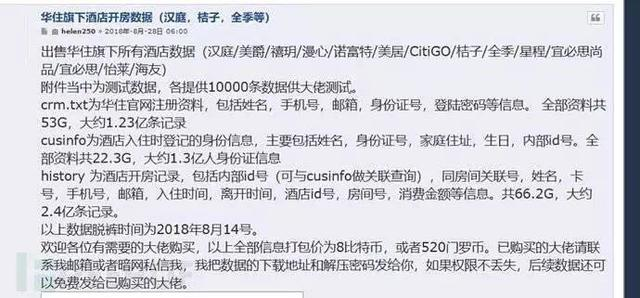 华住旗下酒店开房数据（汉庭，桔子，全季等）
由 helen250 » 2018-8月-28日 06:00
出售华住旗下所有酒店数据（汉庭/美爵/禧玥/漫心/诺富特/美居/CitiGO/桔子/全季/星程/宜必思尚
品/宜必思/怡莱/海友）
附件当中为测试数据，各提供10000条数据供大佬测试。
crm.txt为华住官网注册资料，包括姓名，手机号，邮箱，身份证号，登陆密码等信息。 全部资料共
53G，大约1.23亿条记录
cusinfo为酒店入住时登记的身份信息，主要包括姓名，身份证号，家庭住址，生日，内部id号。全
部资料共22.3G，大约1.3亿人身份证信息
history 为酒店开房记录，包括内部id号（可与cusinfo做关联查询），同房间关联号，姓名，卡
号，手机号，邮箱，入住时间，离开时间，酒店id号，房间号，消费金额等信息。共66.2G，大约
2.4亿条记录。
以上数据脱裤时间为2018年8月14号。
欢迎各位有需要的大佬购买，以上全部信息打包价为8比特币，或者520门罗币。已购买的大佬请联
系我邮箱或者暗网私信我，我把数据的下载地址和解压密码发给你，如果权限不丢失，后续数据还可
以免费发给已购买的大佬。